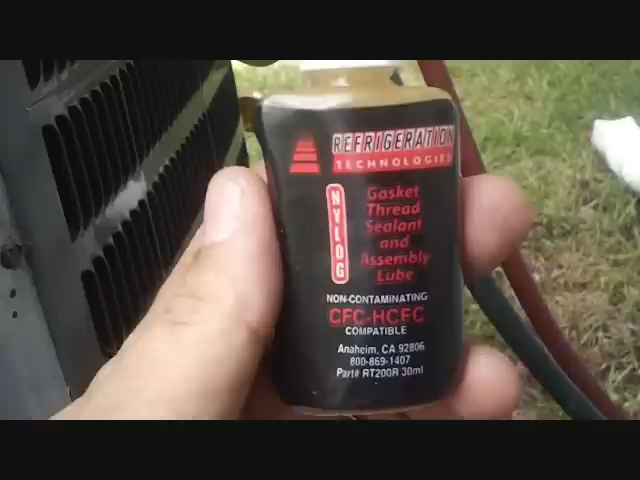 REFRIGERATION
TECHNOLOGIES
NYLOG
Gasket
Thread
Sealant
and
Assembly
Lube
NON-CONTAMINATING
CFC-HCFC
COMPATIBLE
Anaheim, CA 92806
800-869-1407
Part# RT200R 30ml